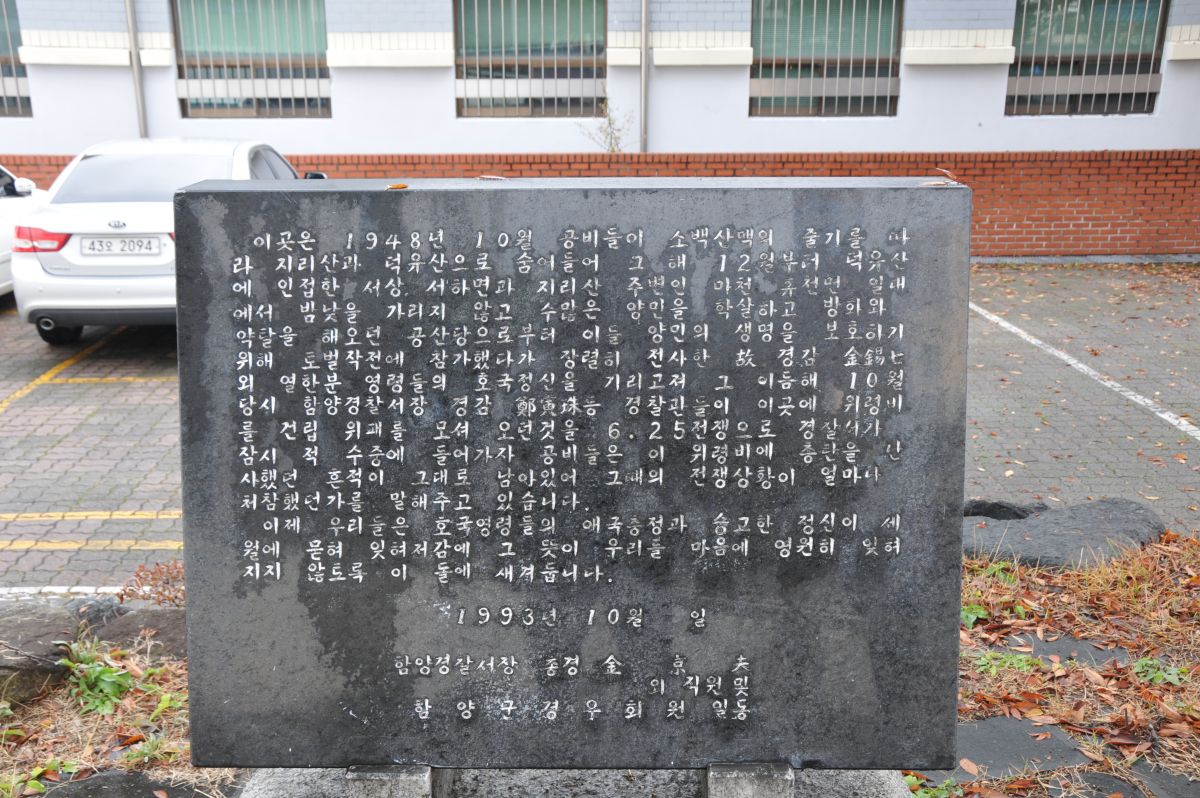 이곳은 1948년 10월 공비들이 소백산맥의 줄기를 따
라 지리산과 덕유산으로 숨어들어 그해 12월부터 덕유산
에 인접한 서상. 서하면과 지리산 주변인 마천 휴천면 일대
에서 밤낮을 가리지 않고 많은 양민을 학살하고 방화와
약탈을 해오던 공산당으로부터 이들 양민의 생명을 보호하기
위해 토벌작전에 참가했다가 장렬히 전사한 故 경감 金錫七
외 열한분 영령들의 호국정신을 기리고져 그 이듬해 10월
당시 함양경찰서장 경감 鄭寅珠등 경찰관들이 이곳에 위령비
를 건립 위패를 모셔 오던것을 6.25전쟁으로 경찰서가
잠시 적 수중에 들어가자 공비들은 이 위령비에 총탄을 난
사했던 흔적이 대로 남아있어 그때의 전쟁상황이 얼마나
처참했던가를 말해주고 있습니다.
이제 우리들은 호국영령들의 애국충정과 숭고한 정신이 세
월에 묻혀 잊혀져감에 그 뜻이 우리들 마음에 영원히 잊혀
지지 않토록 이 돌에 새겨둡니다.
1993년 10월 일
함양경찰서장 총경 金 京 夫
외 직원 및
함양군경우회원일동
43오 2094
KIA